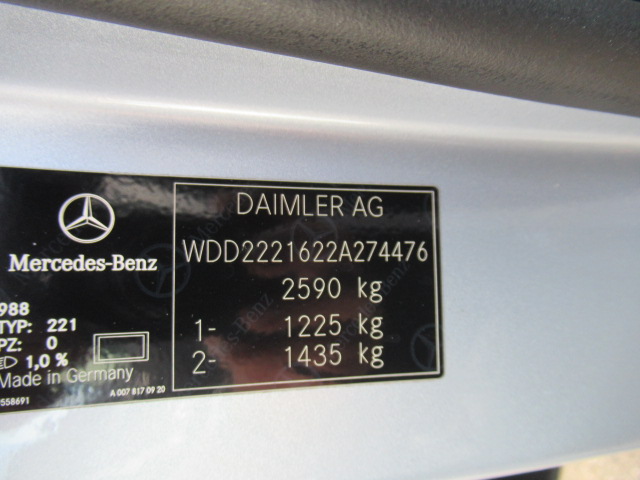 DAIMLER AG
WDD2221622A274476
2590 kg
1- 1225 kg
2- 1435 kg
Mercedes-Benz
988
TYP: 221
PZ: 0
1,0 %
Made in Germany
A 007 817 09 20
558691